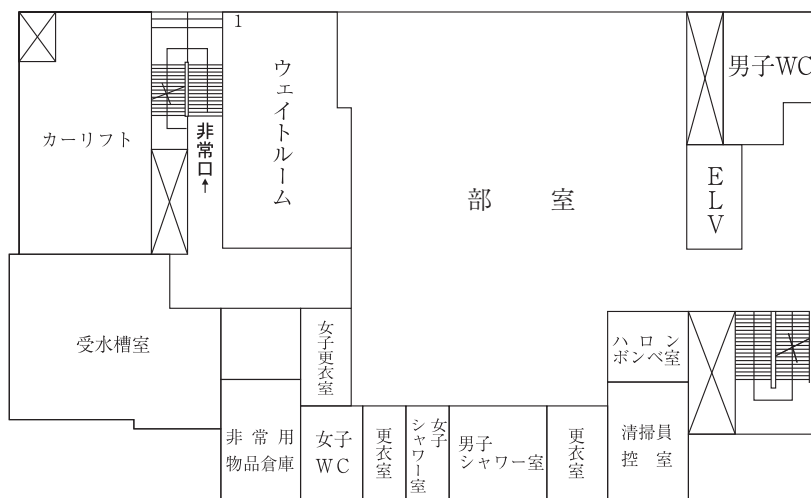 1
男子WC
カーリフト
非常口↑
ウェイトルーム
部室
ELV
受水槽室
女子更衣室
ハロン
ボンベ室
非常用
物品倉庫
女子
WC
更衣室
女子
シャワー室
男子
シャワー室
更衣室
清掃員
控室